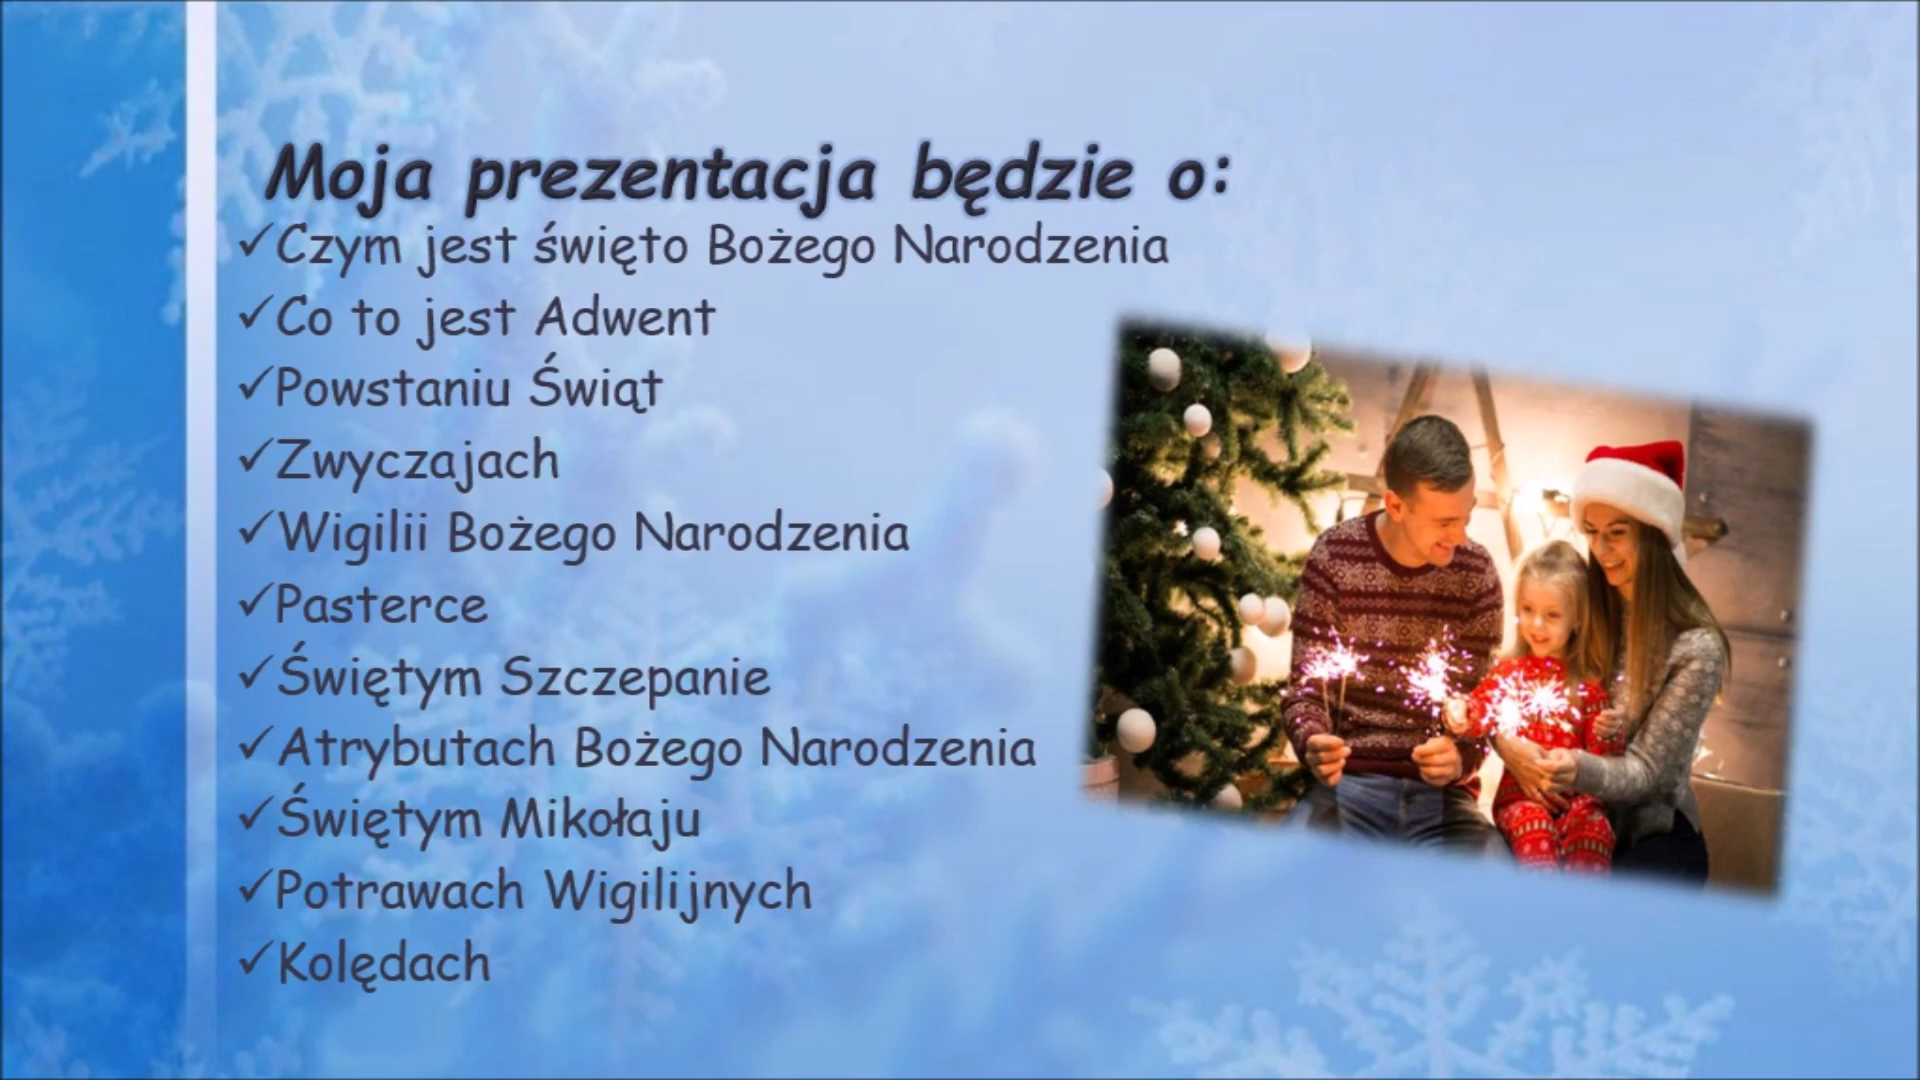 Moja prezentacja będzie o:
✓Czym jest święto Bożego Narodzenia
✓Co to jest Adwent
✓Powstaniu Świąt
✓Zwyczajach
✓Wigilii Bożego Narodzenia
✓Pasterce
✓Świętym Szczepanie
✓Atrybutach Bożego Narodzenia
✓Świętym Mikołaju
✓Potrawach Wigilijnych
✓Kolędach